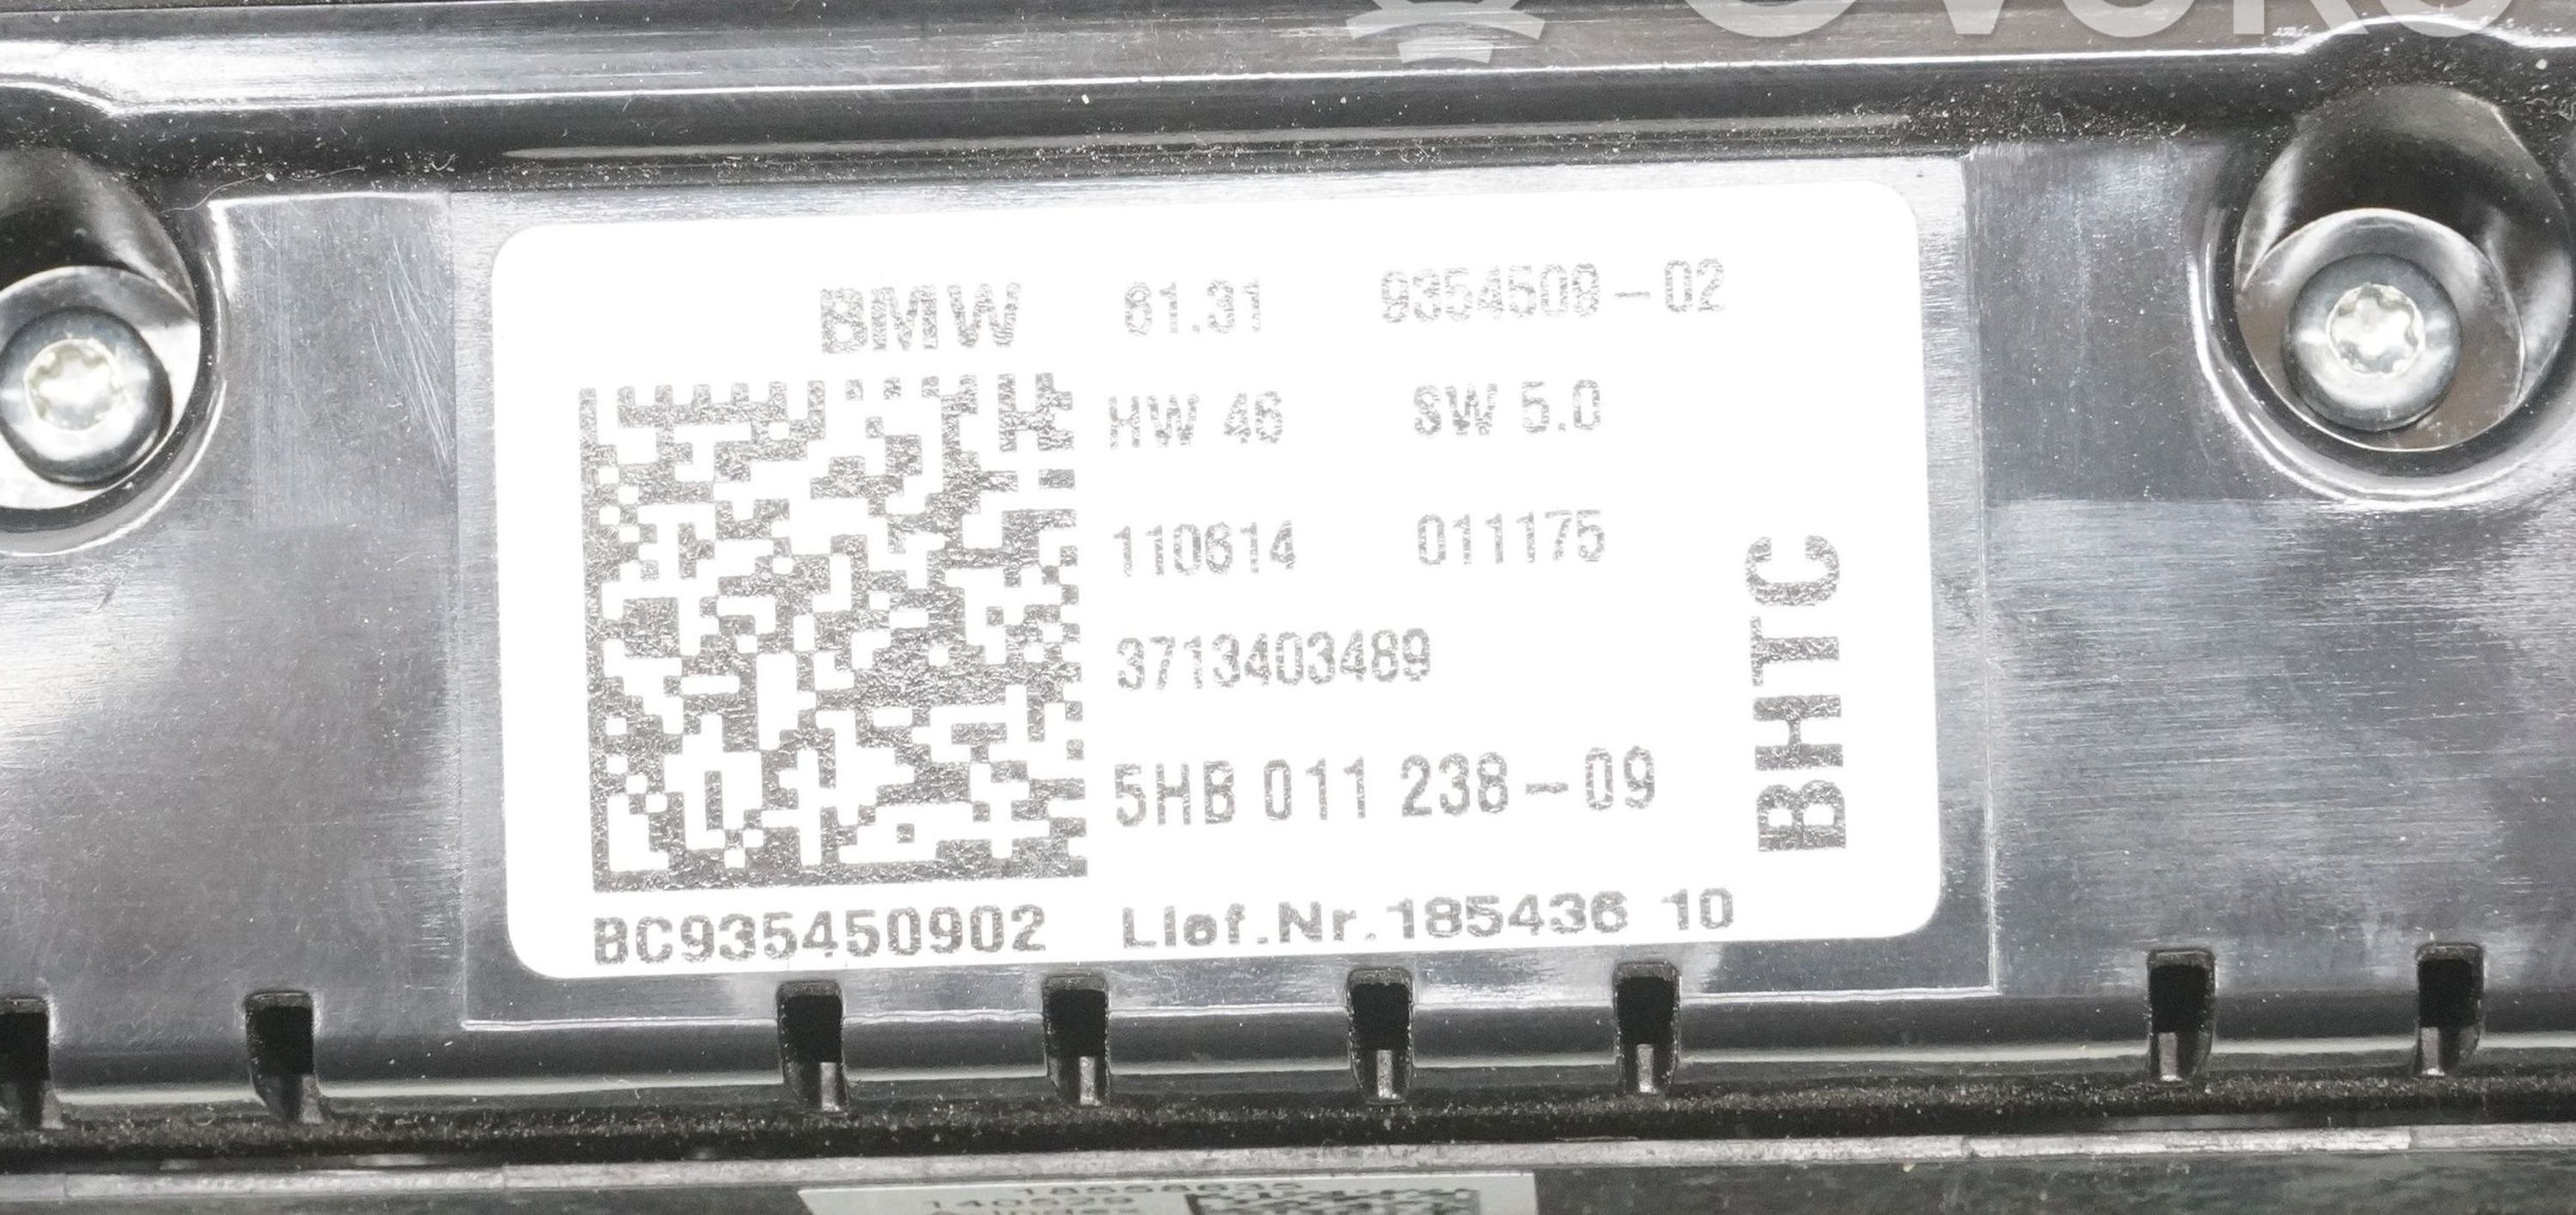 BMW 61.31 9354509-02
HW 46 SW 5.0
110614 011175
3713403489
5HB 011 238-09
BHTC
BC935450902 Lief.Nr.185436 10